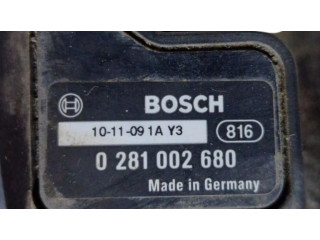 BOSCH
10-11-09 1A Y3 816
0 281 002 680
Made in Germany